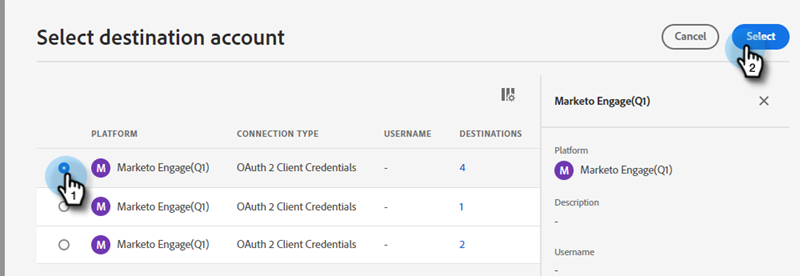 Select destination account
Cancel
Select
2
Marketo Engage(Q1)
PLATFORM CONNECTION TYPE USERNAME DESTINATIONS
M Marketo Engage(Q1) OAuth 2 Client Credentials - 4
1
M Marketo Engage(Q1) OAuth 2 Client Credentials - 1
M Marketo Engage(Q1) OAuth 2 Client Credentials - 2
Platform
M Marketo Engage(Q1)
Description
-
Username
-